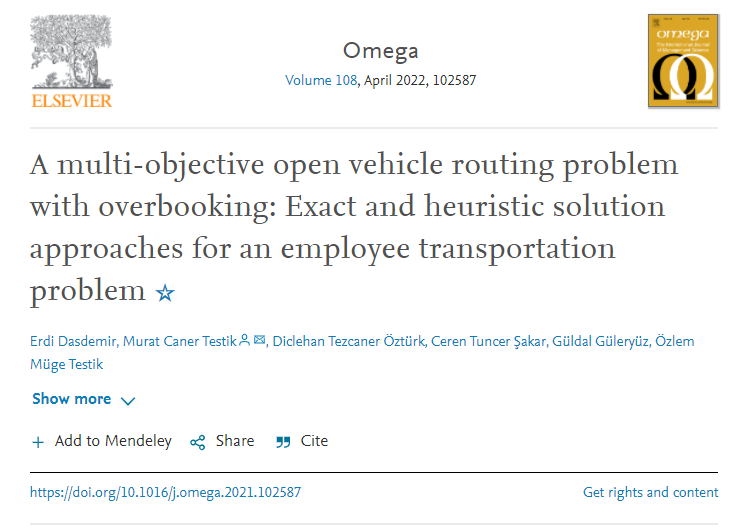 ELSEVIER
Omega
Volume 108, April 2022, 102587
omega
A multi-objective open vehicle routing problem
with overbooking: Exact and heuristic solution
approaches for an employee transportation
problem ☆
Erdi Dasdemir, Murat Caner Testik, Diclehan Tezcaner Öztürk, Ceren Tuncer Şakar, Güldal Güleryüz, Özlem
Müge Testik
Show more
+ Add to Mendeley Share Cite
https://doi.org/10.1016/j.omega.2021.102587 Get rights and content